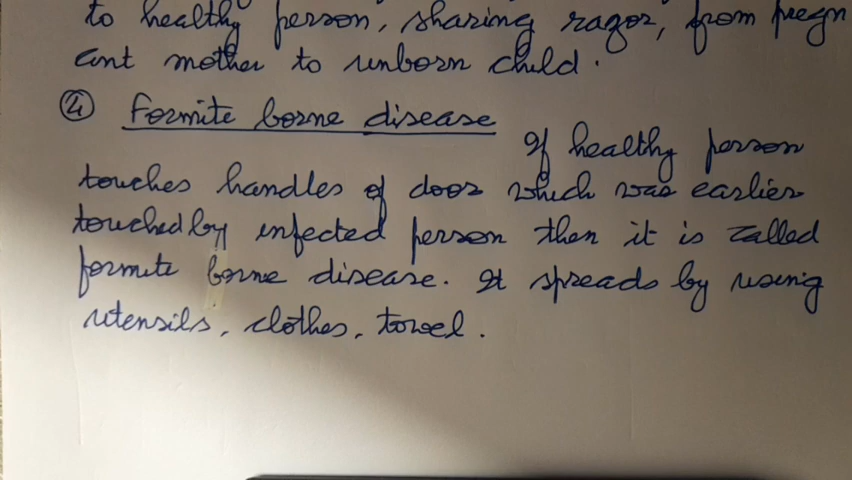 to healthy person, sharing razor, from pregn
ant mother to unborn child.
④ Formite borne disease
If healthy person
touches handles of door which was earlier
touched by infected person then it is called
formite borne disease. It spreads by using
utensils, clothes, towel.